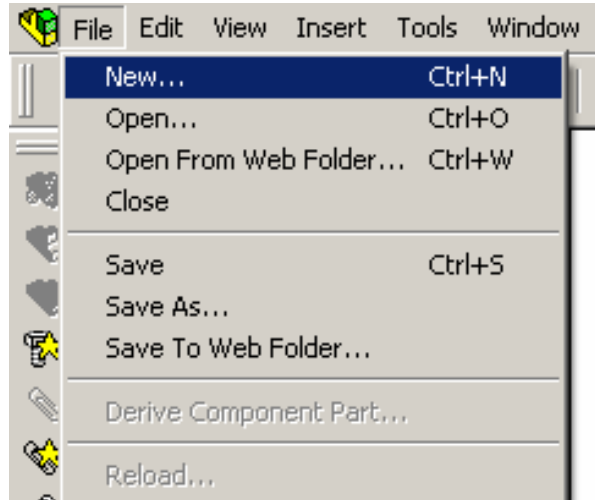 File Edit View Insert Tools Window
New... Ctrl+N
Open... Ctrl+O
Open From Web Folder... Ctrl+W
Close
Save Ctrl+S
Save As...
Save To Web Folder...
Derive Component Part...
Reload...